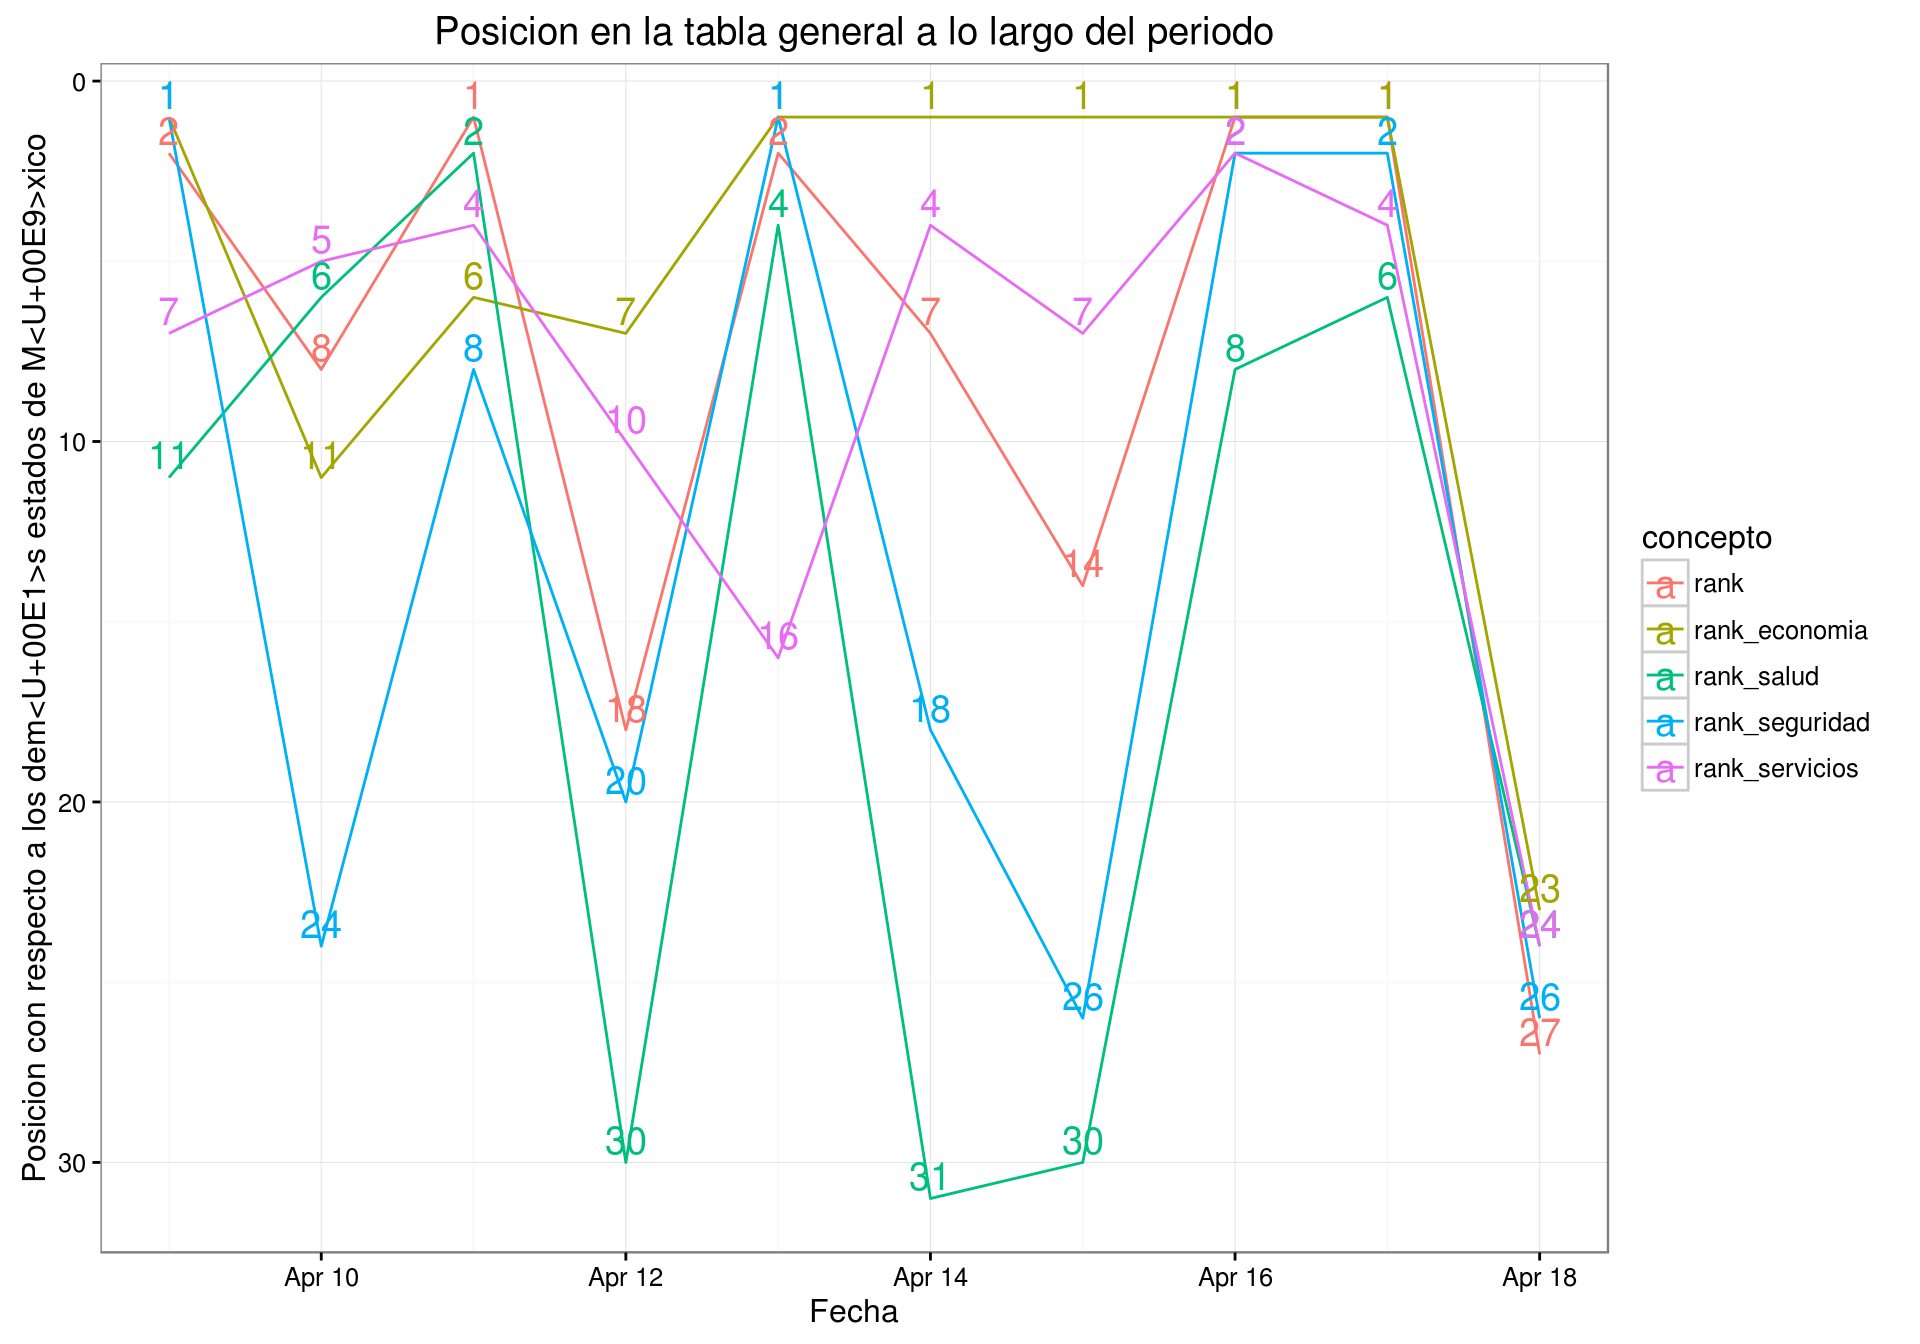 Posicion en la tabla general a lo largo del periodo
Posicion con respecto a los dem<U+00E1>s estados de M<U+00E9>xico
0
10
20
30
1 1 1 1 1 1 1
2 2 2 2 2
4 4 4 4
5
6 6 6
7 7 7 7 7
8 8 8
11 11
10
14
16
18 18
20
24
26
30 30
31
23
24
26
27
Apr 10 Apr 12 Apr 14 Apr 16 Apr 18
Fecha
concepto
a rank
a rank_economia
a rank_salud
a rank_seguridad
a rank_servicios